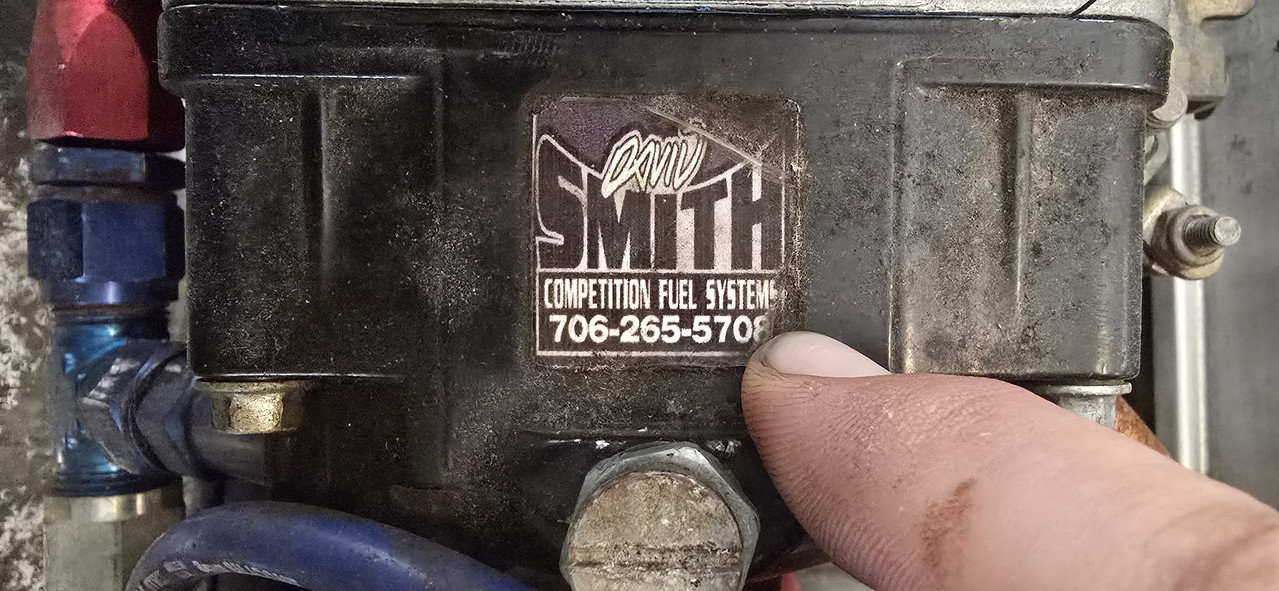 DAVID
SMITH
COMPETITION FUEL SYSTEMS
706-265-5708